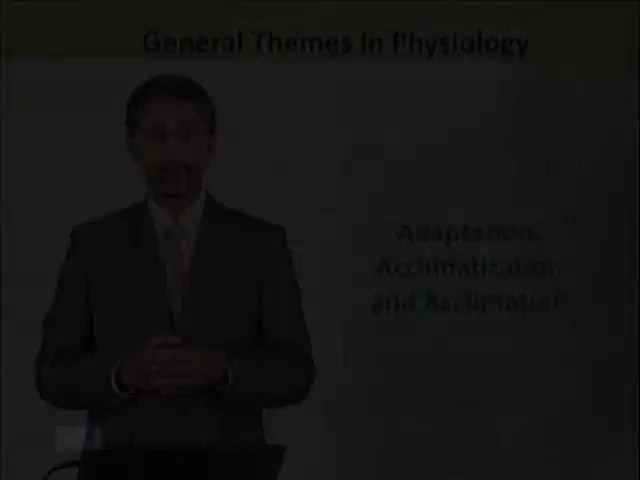 General Themes in Physiology
Adaptation,
Acclimatization,
and Acclimation